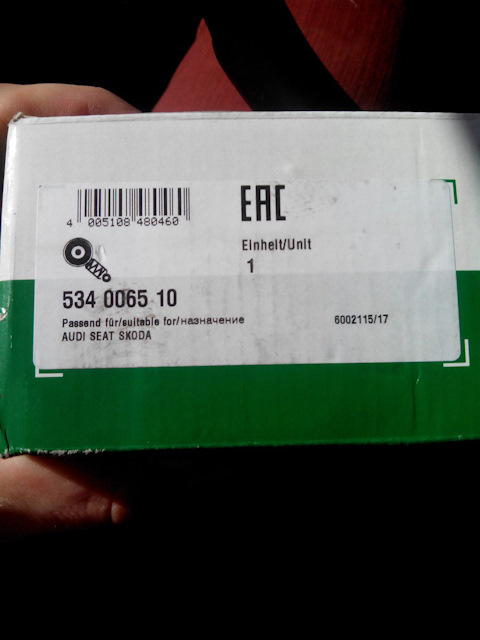 EAC
4 005108 480460
Einheit/Unit
1
534 0065 10
Passend für/suitable for/назначение
6002115/17
AUDI SEAT SKODA